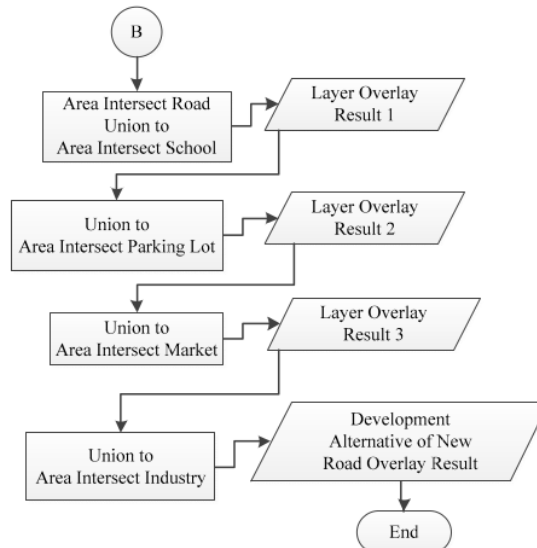 B
Area Intersect Road
Union to
Area Intersect School
Layer Overlay
Result 1
Union to
Area Intersect Parking Lot
Layer Overlay
Result 2
Union to
Area Intersect Market
Layer Overlay
Result 3
Union to
Area Intersect Industry
Development
Alternative of New
Road Overlay Result
End